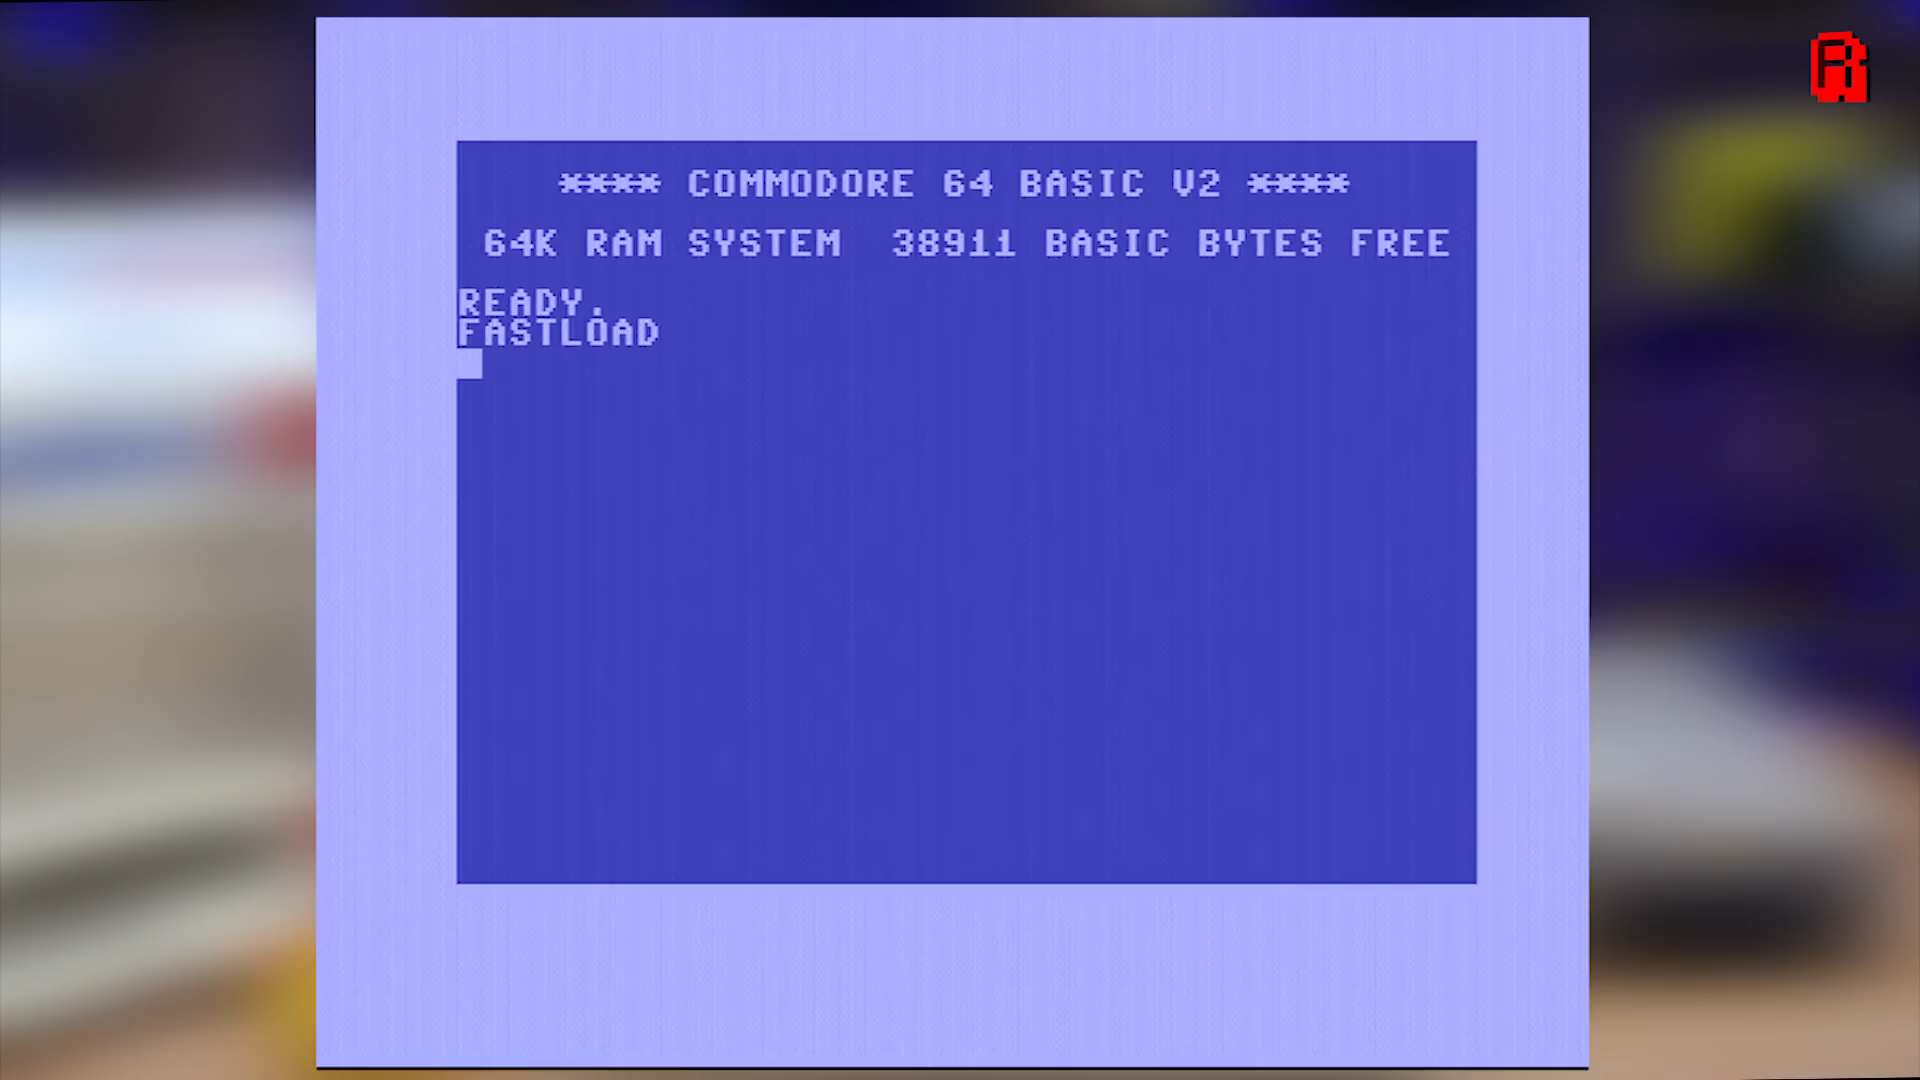 **** COMMODORE 64 BASIC V2 ****
64K RAM SYSTEM  38911 BASIC BYTES FREE
READY.
FASTLOAD